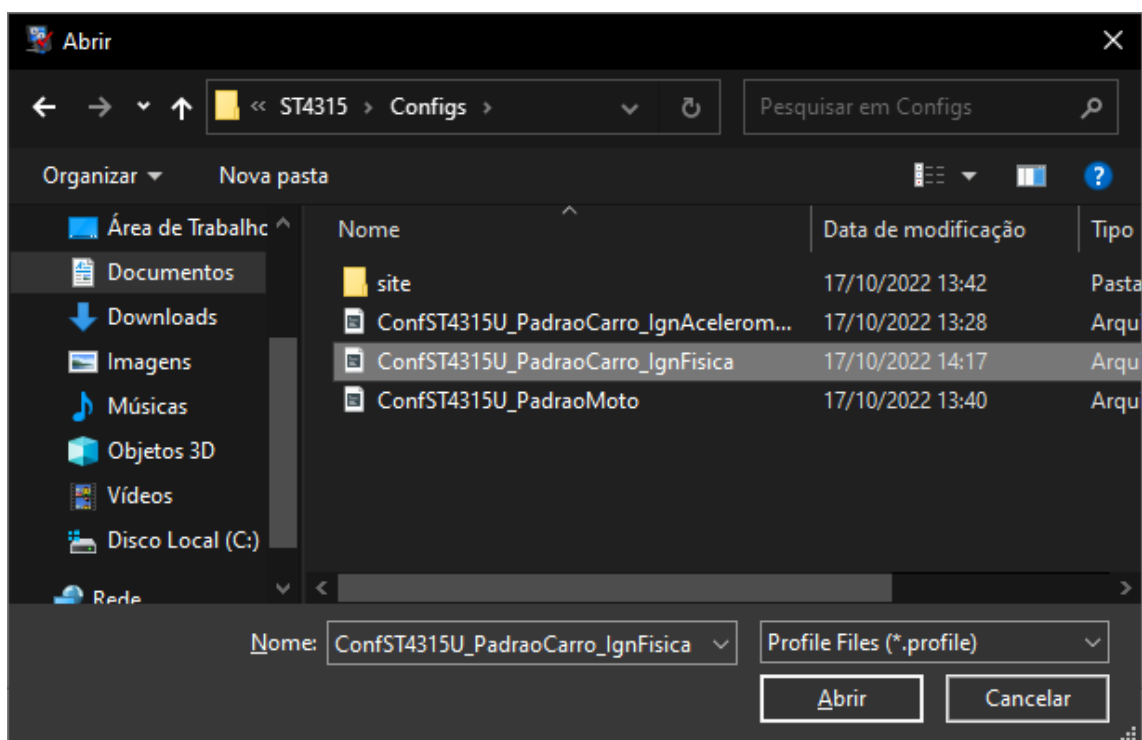 Abrir
« ST4315 › Configs ›
Pesquisar em Configs
Organizar
Nova pasta
Área de Trabalho
Documentos
Downloads
Imagens
Músicas
Objetos 3D
Vídeos
Disco Local (C:)
Rede
Nome Data de modificação Tipo
site 17/10/2022 13:42 Pasta
ConfST4315U_PadraoCarro_IgnAcelerom... 17/10/2022 13:28 Arqu
ConfST4315U_PadraoCarro_IgnFisica 17/10/2022 14:17 Arqu
ConfST4315U_PadraoMoto 17/10/2022 13:40 Arqu
Nome: ConfST4315U_PadraoCarro_IgnFisica
Profile Files (*.profile)
Abrir Cancelar